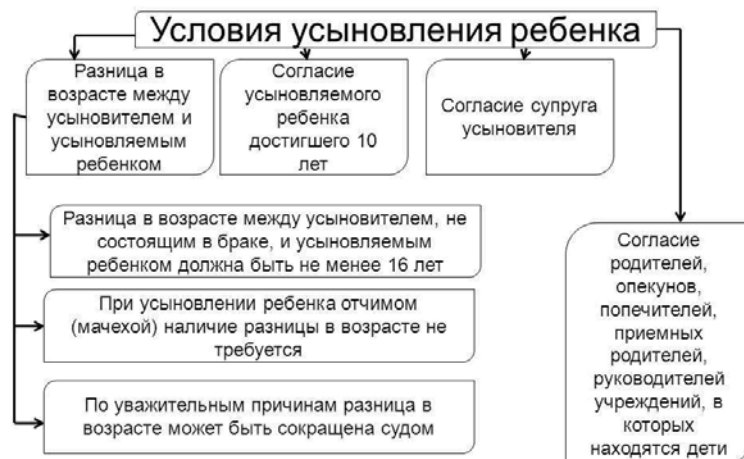 Условия усыновления ребенка
Разница в
возрасте между
усыновителем и
усыновляемым
ребенком
Согласие
усыновляемого
ребенка
достигшего 10
лет
Согласие супруга
усыновителя
Разница в возрасте между усыновителем, не
состоящим в браке, и усыновляемым
ребенком должна быть не менее 16 лет
При усыновлении ребенка отчимом
(мачехой) наличие разницы в возрасте не
требуется
По уважительным причинам разница в
возрасте может быть сокращена судом
Согласие
родителей,
опекунов,
попечителей,
приемных
родителей,
руководителей
учреждений, в
которых
находятся дети